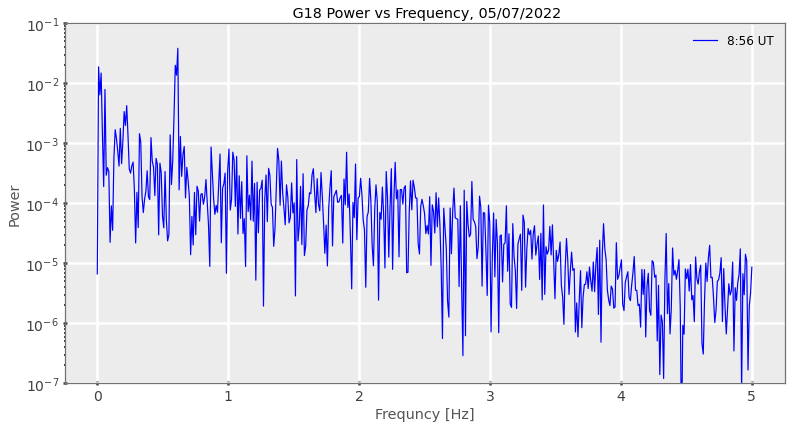 G18 Power vs Frequency, 05/07/2022
8:56 UT
Power
10⁻¹
10⁻²
10⁻³
10⁻⁴
10⁻⁵
10⁻⁶
10⁻⁷
0 1 2 3 4 5
Frequncy [Hz]